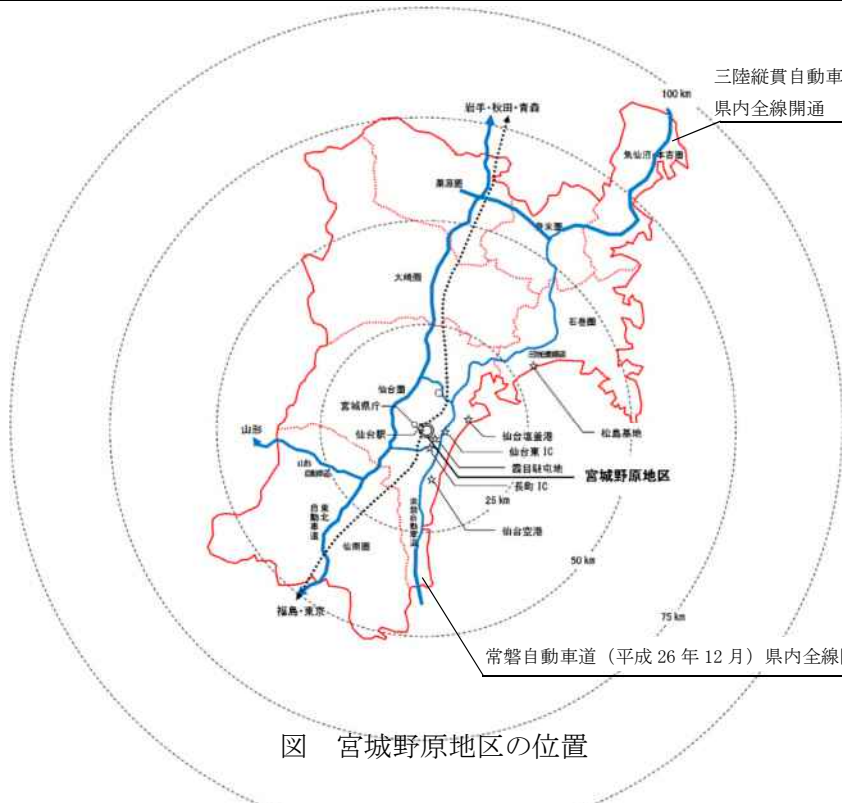 三陸縦貫自動車
県内全線開通
100 km
岩手・秋田・青森
気仙沼・本吉圏
栗原圏
登米圏
大崎圏
石巻圏
仙台圏
宮城県庁
仙台駅
山形
松島基地
仙台塩釜港
仙台東 IC
霞目駐屯地
宮城野原地区
長町 IC
25 km
仙台空港
東北
自動車道
常磐自動車道
仙南圏
50 km
福島・東京
75 km
常磐自動車道（平成 26 年 12 月）県内全線
図　宮城野原地区の位置